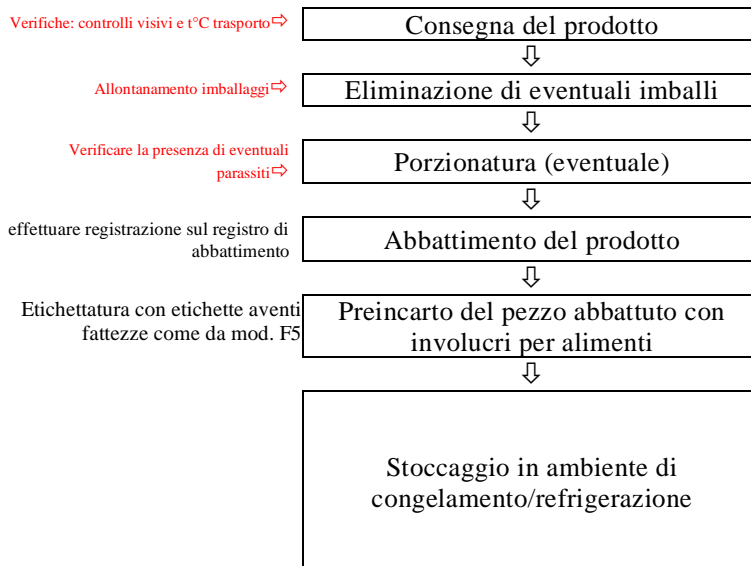 Verifiche: controlli visivi e t°C trasporto⇨
Consegna del prodotto
⇩
Allontanamento imballaggi⇨
Eliminazione di eventuali imballi
⇩
Verificare la presenza di eventuali
parassiti⇨
Porzionatura (eventuale)
⇩
effettuare registrazione sul registro di
abbattimento
Abbattimento del prodotto
⇩
Etichettatura con etichette aventi
fattezze come da mod. F5
Preincarto del pezzo abbattuto con
involucri per alimenti
⇩
Stoccaggio in ambiente di
congelamento/refrigerazione